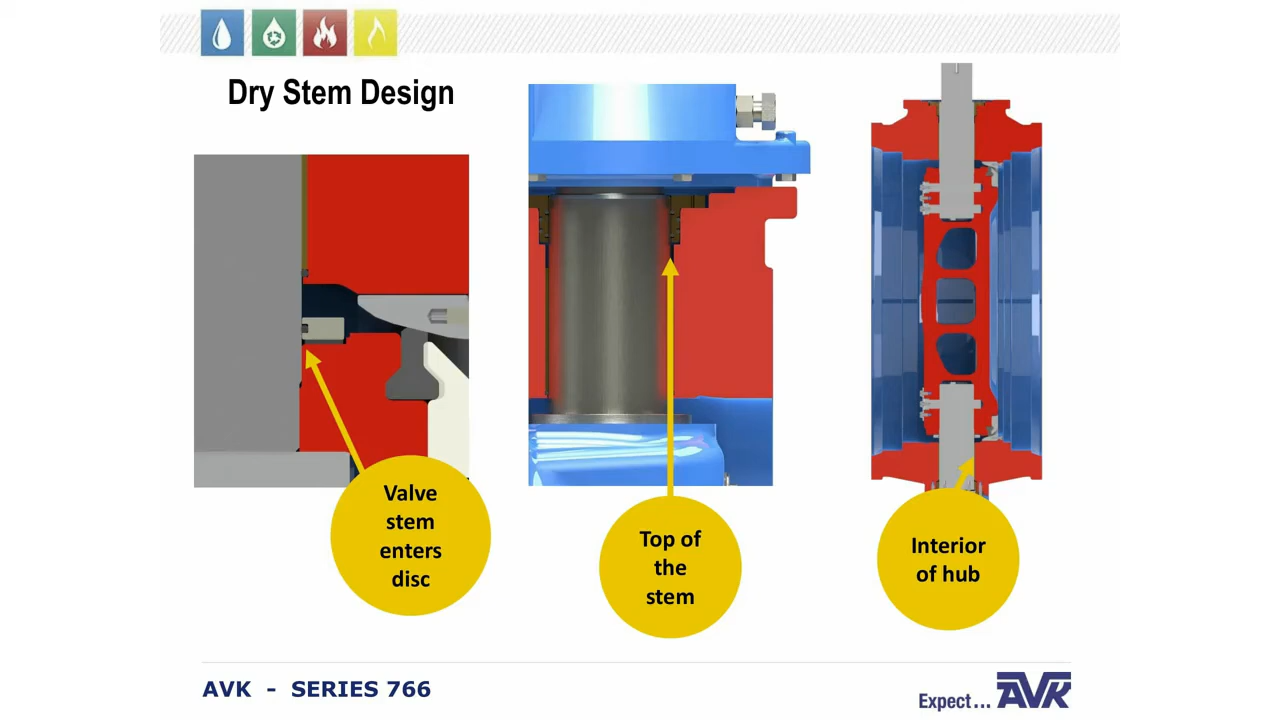 Dry Stem Design
Valve
stem
enters
disc
Top of
the
stem
Interior
of hub
AVK - SERIES 766
Expect... AVK